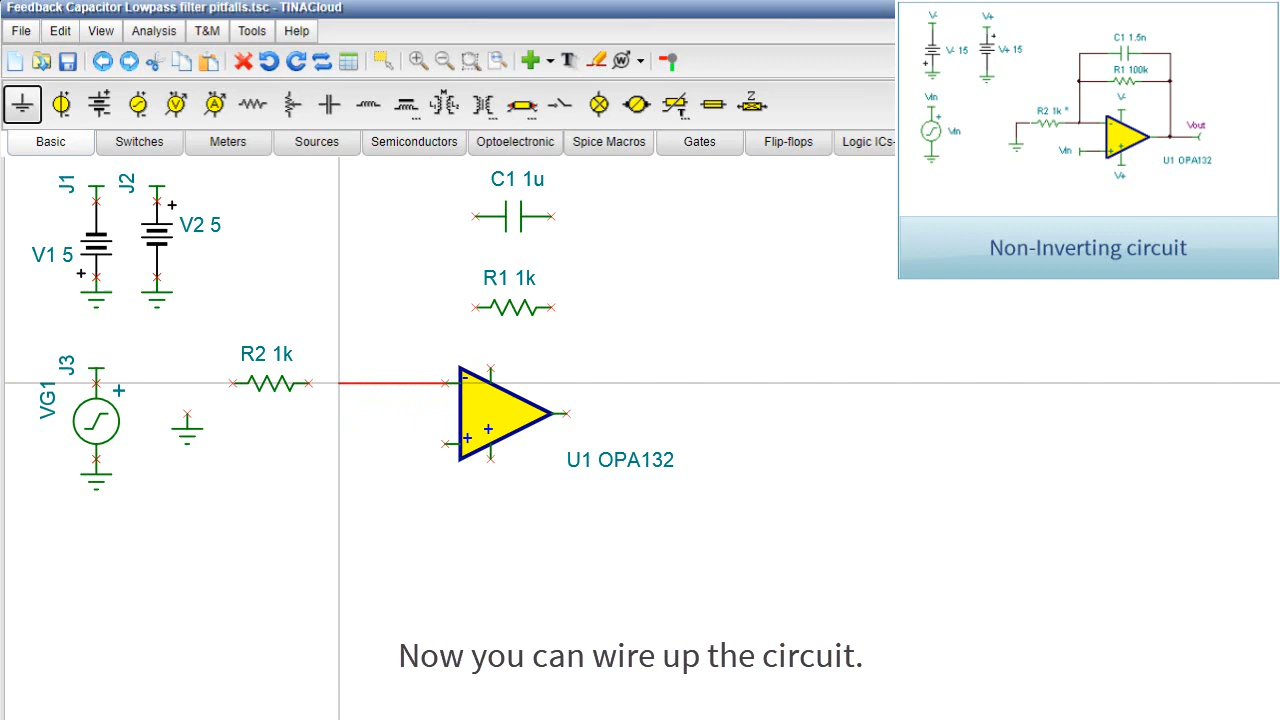 Feedback Capacitor Lowpass filter pitfalls.tsc - TINACloud
File Edit View Analysis T&M Tools Help
Basic Switches Meters Sources Semiconductors Optoelectronic Spice Macros Gates Flip-flops Logic ICs-
J1
J2
+
V2 5
V1 5
+
C1 1u
R1 1k
J3
VG1
+
R2 1k
-
+
+
U1 OPA132
V-
V- 15
+
V+
+
V+ 15
C1 1.5n
R1 100k
V-
Vin
+
Vin
R2 1k *
Vin
-
+
+
V+
Vout
U1 OPA132
Non-Inverting circuit
Now you can wire up the circuit.